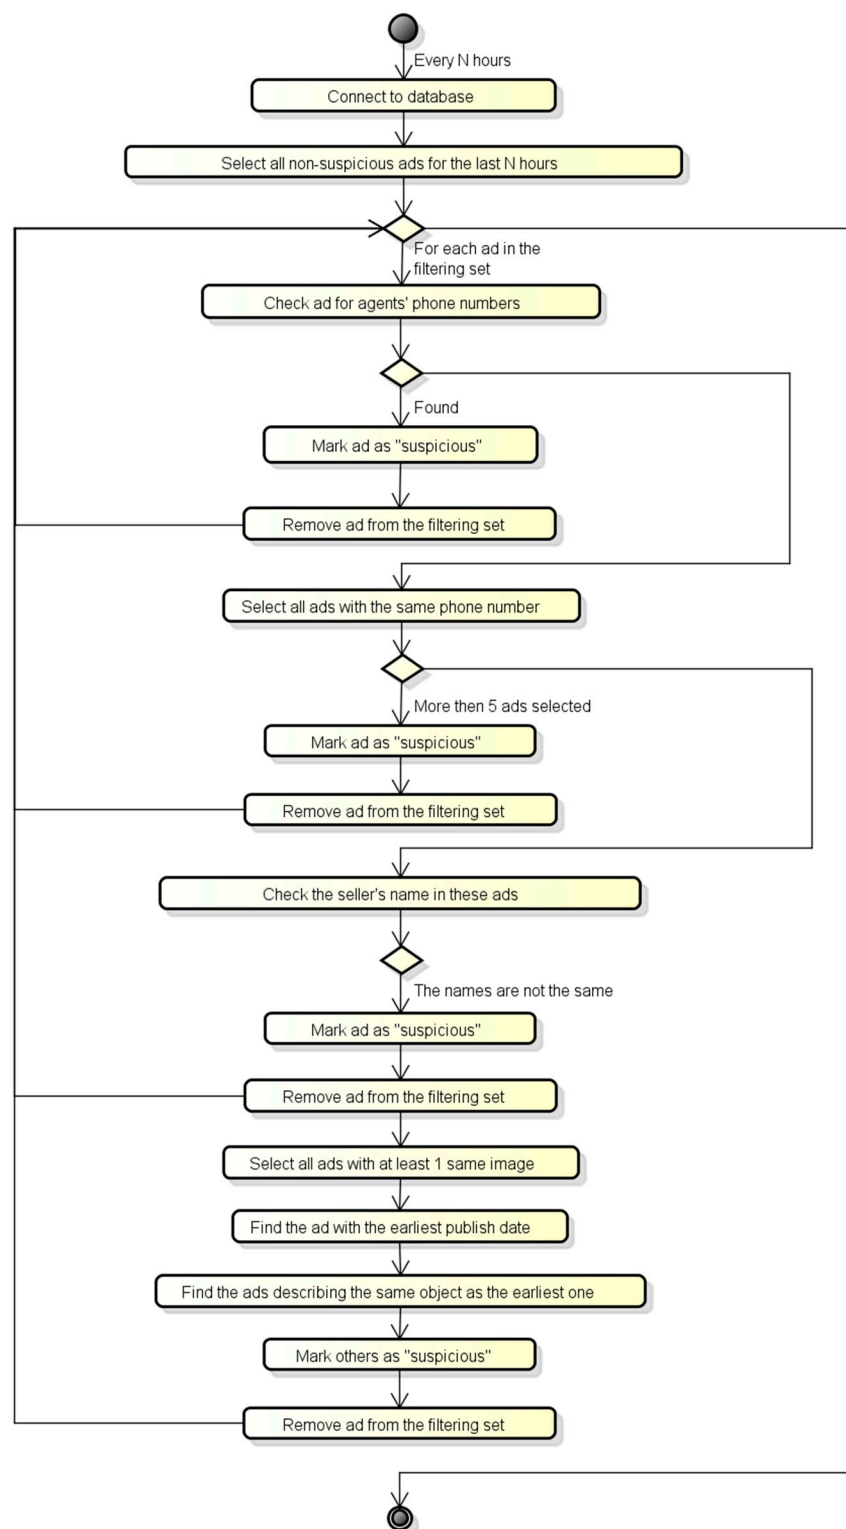 Every N hours
Connect to database
Select all non-suspicious ads for the last N hours
For each ad in the
filtering set
Check ad for agents' phone numbers
Found
Mark ad as "suspicious"
Remove ad from the filtering set
Select all ads with the same phone number
More then 5 ads selected
Mark ad as "suspicious"
Remove ad from the filtering set
Check the seller's name in these ads
The names are not the same
Mark ad as "suspicious"
Remove ad from the filtering set
Select all ads with at least 1 same image
Find the ad with the earliest publish date
Find the ads describing the same object as the earliest one
Mark others as "suspicious"
Remove ad from the filtering set